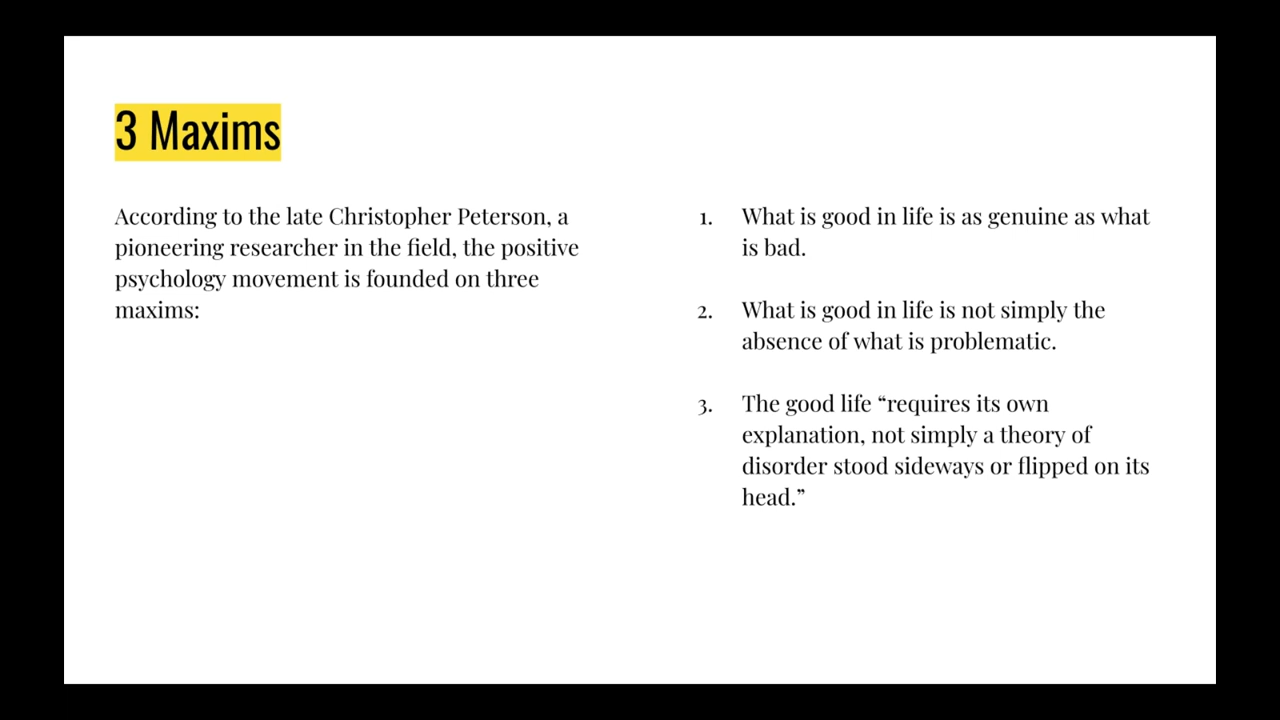 3 Maxims
According to the late Christopher Peterson, a
pioneering researcher in the field, the positive
psychology movement is founded on three
maxims:
1. What is good in life is as genuine as what
is bad.
2. What is good in life is not simply the
absence of what is problematic.
3. The good life “requires its own
explanation, not simply a theory of
disorder stood sideways or flipped on its
head.”